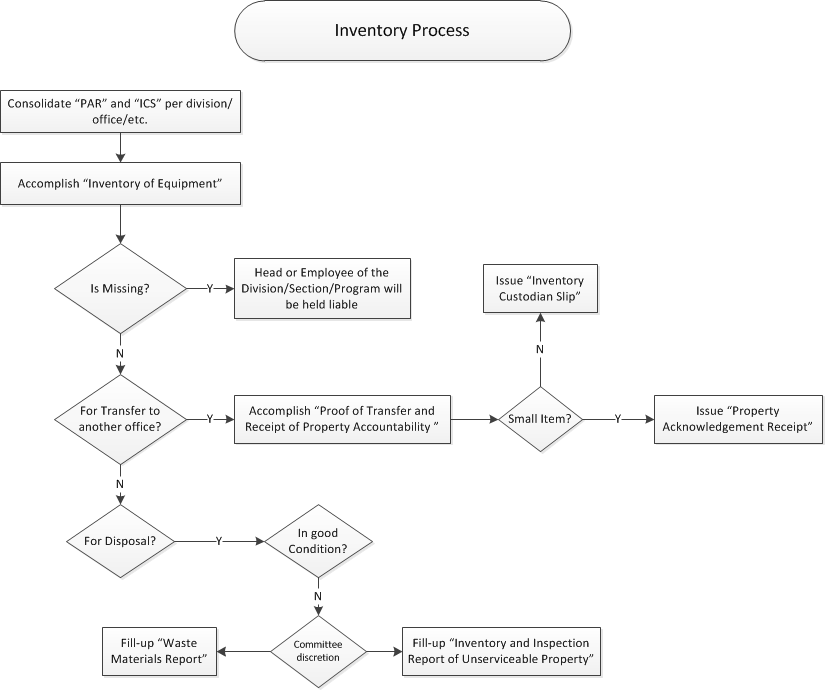 Inventory Process
Consolidate “PAR” and “ICS” per division/
office/etc.
Accomplish “Inventory of Equipment”
Is Missing?
Y
Head or Employee of the
Division/Section/Program will
be held liable
Issue “Inventory
Custodian Slip”
N
N
For Transfer to
another office?
Y
Accomplish “Proof of Transfer and
Receipt of Property Accountability ”
Small Item?
Y
Issue “Property
Acknowledgement Receipt”
N
For Disposal?
Y
In good
Condition?
N
Fill-up “Waste
Materials Report”
Committee
discretion
Fill-up “Inventory and Inspection
Report of Unserviceable Property”